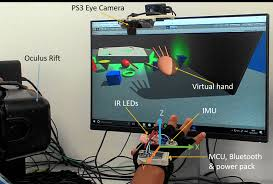 PS3 Eye Camera
Oculus Rift
Virtual hand
IR LEDs
IMU
Z
X
MCU, Bluetooth
& power pack